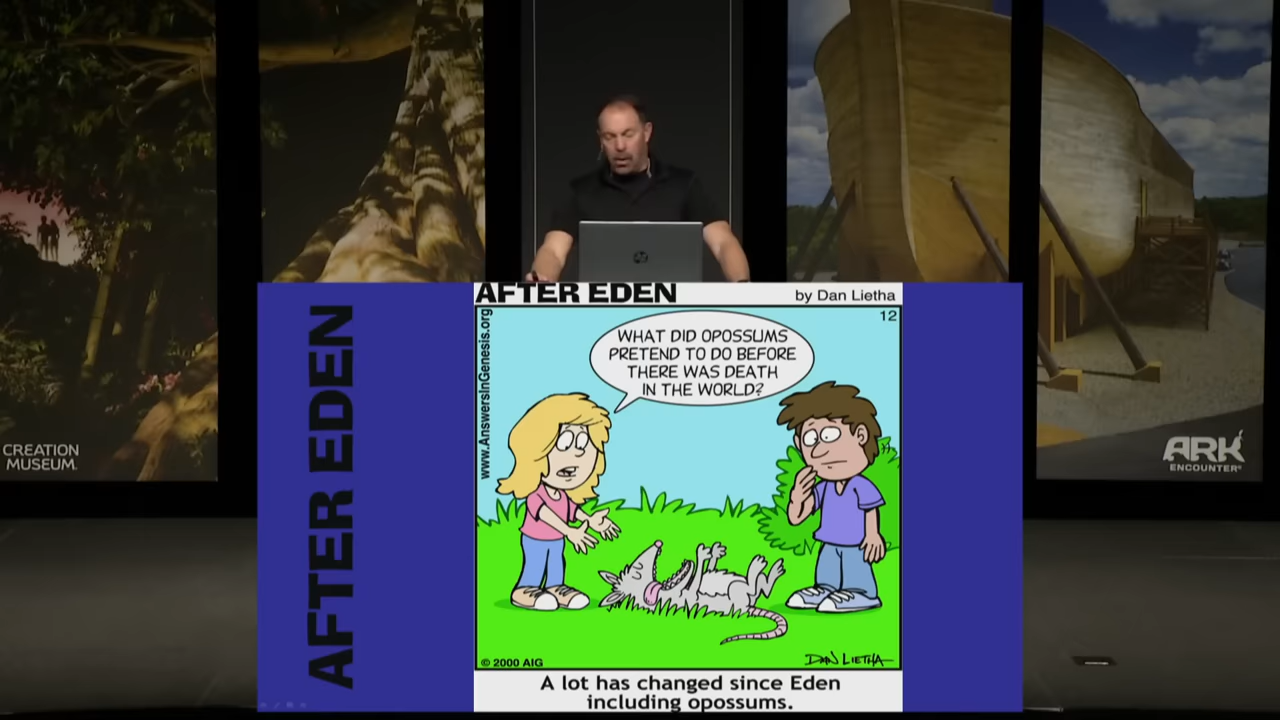 AFTER EDEN
by Dan Lietha
12
WHAT DID OPOSSUMS
PRETEND TO DO BEFORE
THERE WAS DEATH
IN THE WORLD?
www.AnswersInGenesis.org
AFTER EDEN
CREATION
MUSEUM
ARK
ENCOUNTER
hp
© 2000 AIG
DAN LIETHA
A lot has changed since Eden
including opossums.